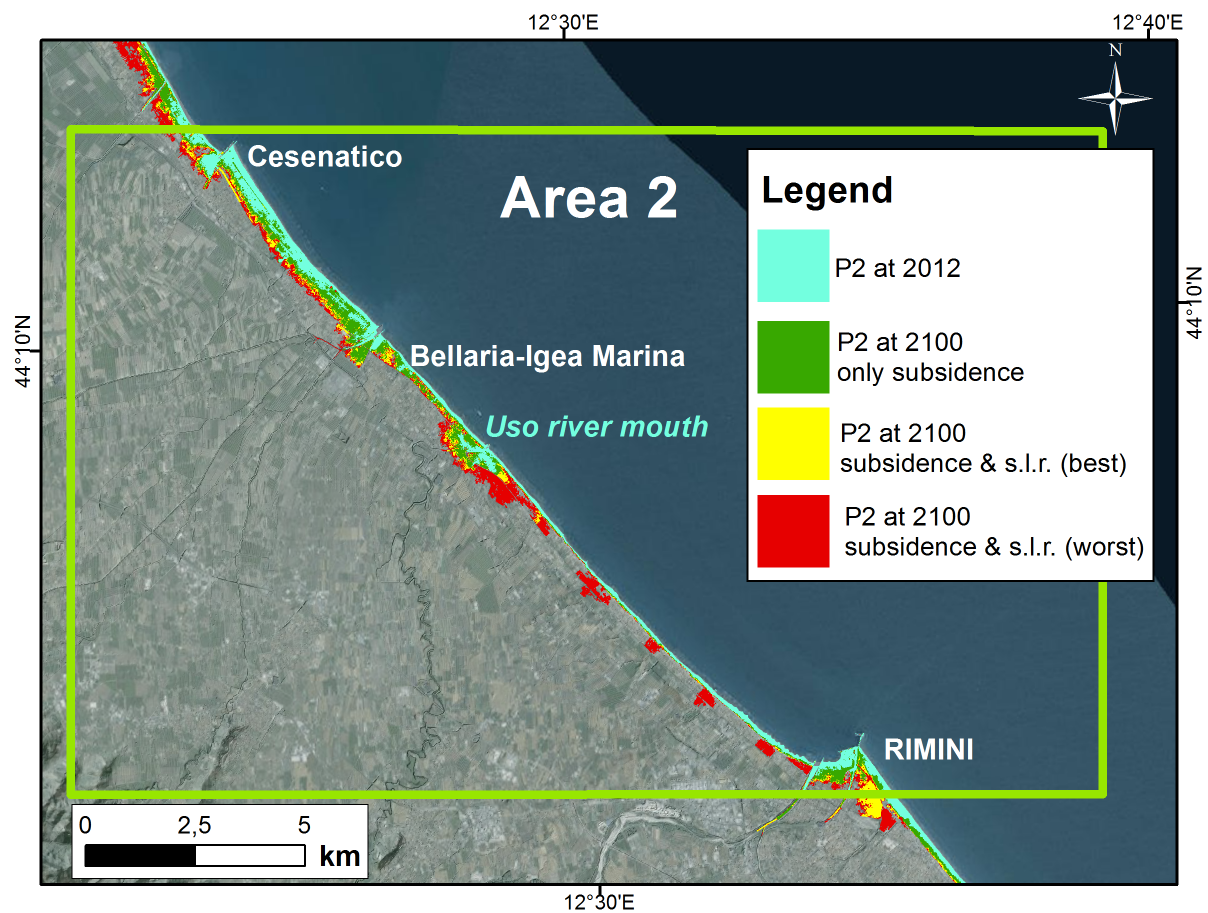 12°30'E
12°40'E
N
Cesenatico
Area 2
Legend
P2 at 2012
P2 at 2100
only subsidence
P2 at 2100
subsidence & s.l.r. (best)
P2 at 2100
subsidence & s.l.r. (worst)
44°10'N
44°10'N
Bellaria-Igea Marina
Uso river mouth
RIMINI
0 2,5 5
km
12°30'E